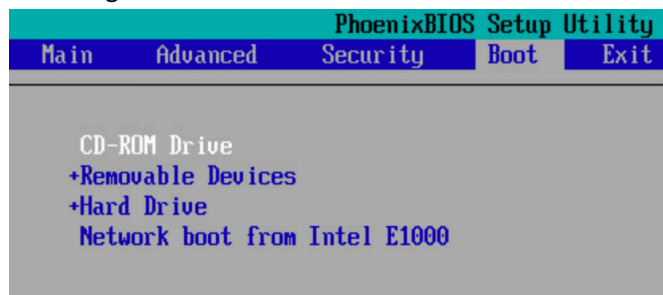 PhoenixBIOS Setup Utility
Main Advanced Security Boot Exit
CD-ROM Drive
+Removable Devices
+Hard Drive
Network boot from Intel E1000